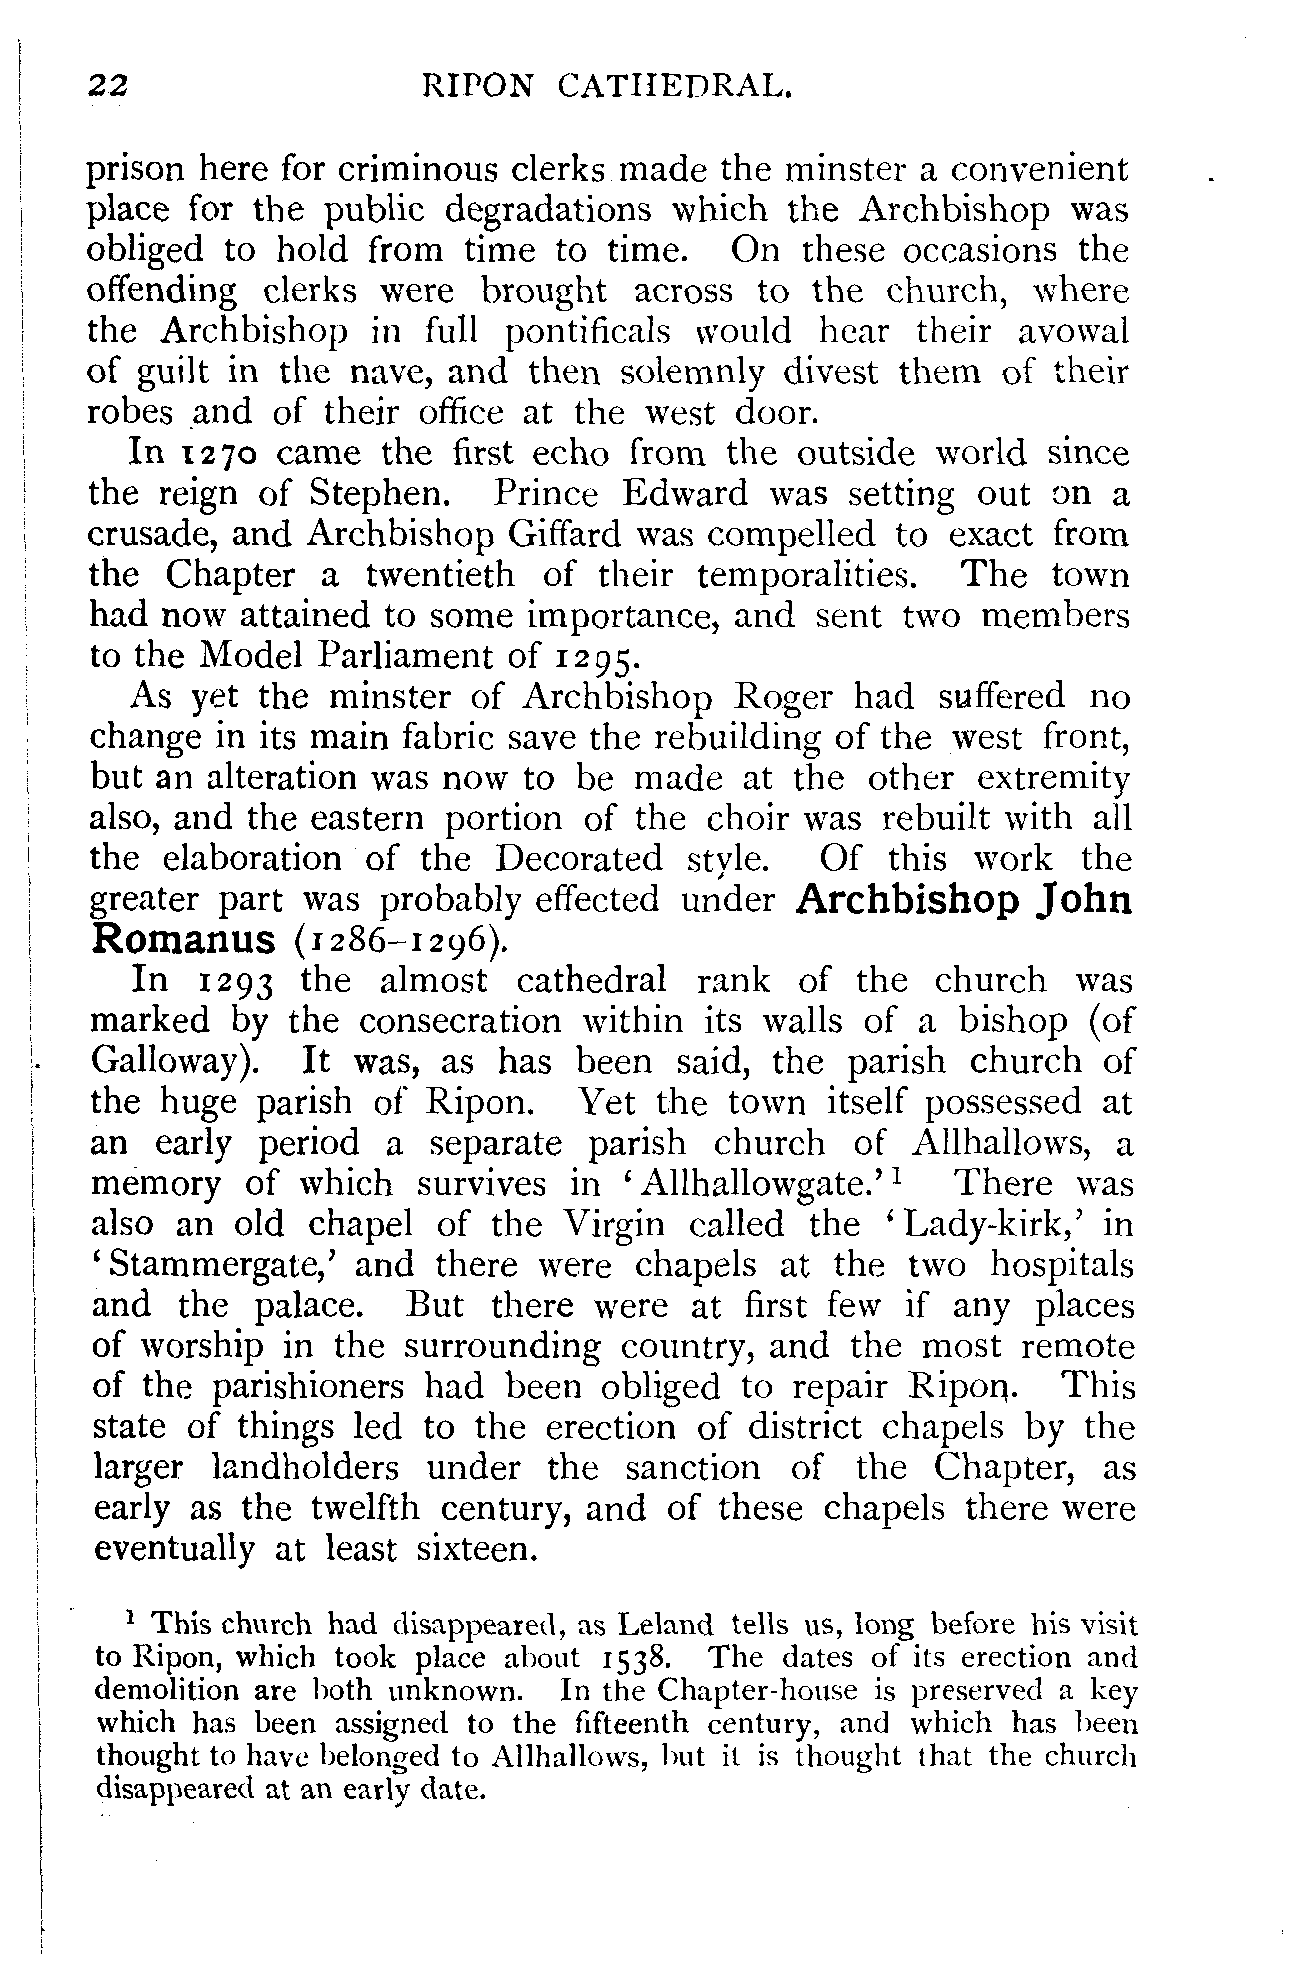 22 RIPON CATHEDRAL.
prison here for criminous clerks made the minster a convenient
place for the public degradations which the Archbishop was
obliged to hold from time to time. On these occasions the
offending clerks were brought across to the church, where
the Archbishop in full pontificals would hear their avowal
of guilt in the nave, and then solemnly divest them of their
robes and of their office at the west door.
In 1270 came the first echo from the outside world since
the reign of Stephen. Prince Edward was setting out on a
crusade, and Archbishop Giffard was compelled to exact from
the Chapter a twentieth of their temporalities. The town
had now attained to some importance, and sent two members
to the Model Parliament of 1295.
As yet the minster of Archbishop Roger had suffered no
change in its main fabric save the rebuilding of the west front,
but an alteration was now to be made at the other extremity
also, and the eastern portion of the choir was rebuilt with all
the elaboration of the Decorated style. Of this work the
greater part was probably effected under Archbishop John
Romanus (1286–1296).
In 1293 the almost cathedral rank of the church was
marked by the consecration within its walls of a bishop (of
Galloway). It was, as has been said, the parish church of
the huge parish of Ripon. Yet the town itself possessed at
an early period a separate parish church of Allhallows, a
memory of which survives in ‘Allhallowgate.’¹ There was
also an old chapel of the Virgin called the ‘Lady-kirk,’ in
‘Stammergate,’ and there were chapels at the two hospitals
and the palace. But there were at first few if any places
of worship in the surrounding country, and the most remote
of the parishioners had been obliged to repair Ripon. This
state of things led to the erection of district chapels by the
larger landholders under the sanction of the Chapter, as
early as the twelfth century, and of these chapels there were
eventually at least sixteen.
¹ This church had disappeared, as Leland tells us, long before his visit
to Ripon, which took place about 1538. The dates of its erection and
demolition are both unknown. In the Chapter-house is preserved a key
which has been assigned to the fifteenth century, and which has been
thought to have belonged to Allhallows, but it is thought that the church
disappeared at an early date.